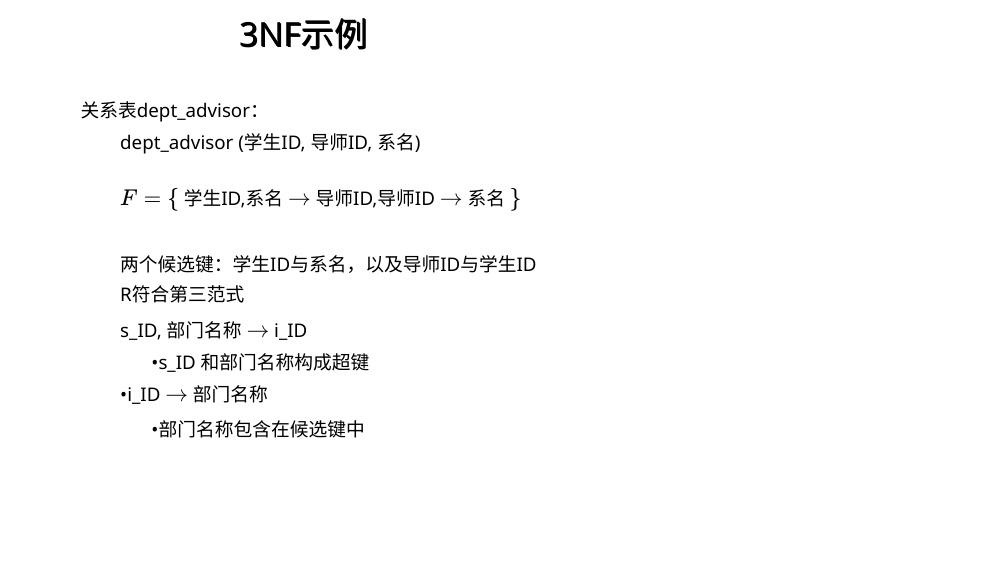 3NF示例
关系表dept_advisor：
dept_advisor (学生ID, 导师ID, 系名)
F = { 学生ID,系名 → 导师ID,导师ID → 系名 }
两个候选键：学生ID与系名，以及导师ID与学生ID
R符合第三范式
s_ID, 部门名称 → i_ID
•s_ID 和部门名称构成超键
•i_ID → 部门名称
•部门名称包含在候选键中